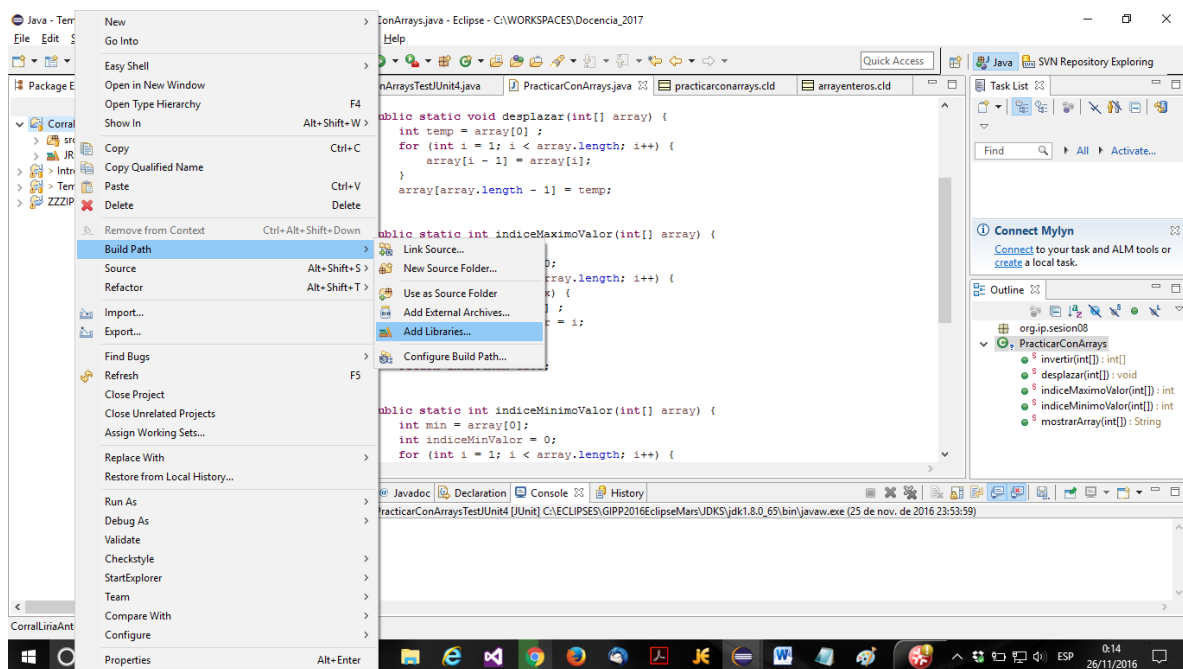 Java - Tem
ConArrays.java - Eclipse - C:\WORKSPACES\Docencia_2017
File Edit S
Help
Quick Access
Java
SVN Repository Exploring
Package E
Corral
src
JR
> Intr
> Tem
ZZZIP
New
Go Into
Easy Shell
Open in New Window
Open Type Hierarchy F4
Show In Alt+Shift+W >
Copy Ctrl+C
Copy Qualified Name
Paste Ctrl+V
Delete Delete
Remove from Context Ctrl+Alt+Shift+Down
Build Path
Source Alt+Shift+S >
Refactor Alt+Shift+T >
Import...
Export...
Find Bugs
Refresh F5
Close Project
Close Unrelated Projects
Assign Working Sets...
Replace With
Restore from Local History...
Run As
Debug As
Validate
Checkstyle
StartExplorer
Team
Compare With
Configure
Properties Alt+Enter
Link Source...
New Source Folder...
Use as Source Folder
Add External Archives...
Add Libraries...
Configure Build Path...
nArraysTestJUnit4.java
PracticarConArrays.java
practicarconarrays.cld
arrayenteros.cld
ublic static void desplazar(int[] array) {
int temp = array[0] ;
for (int i = 1; i < array.length; i++) {
array[i - 1] = array[i];
}
array[array.length - 1] = temp;
ublic static int indiceMaximoValor(int[] array) {
0;
rray.length; i++) {
x) {
] ;
r = i;
ublic static int indiceMinimoValor(int[] array) {
int min = array[0];
int indiceMinValor = 0;
for (int i = 1; i < array.length; i++) {
Task List
Find
All
Activate...
Connect Mylyn
Connect to your task and ALM tools or
create a local task.
Outline
org.ip.sesion08
PracticarConArrays
invertir(int[]) : int[]
desplazar(int[]) : void
indiceMaximoValor(int[]) : int
indiceMinimoValor(int[]) : int
mostrarArray(int[]) : String
@ Javadoc
Declaration
Console
History
PracticarConArraysTestJUnit4 [JUnit] C:\ECLIPSES\GIPP2016EclipseMars\JDKS\jdk1.8.0_65\bin\javaw.exe (25 de nov. de 2016 23:53:59)
CorralLiriaAnt
ESP
0:14
26/11/2016